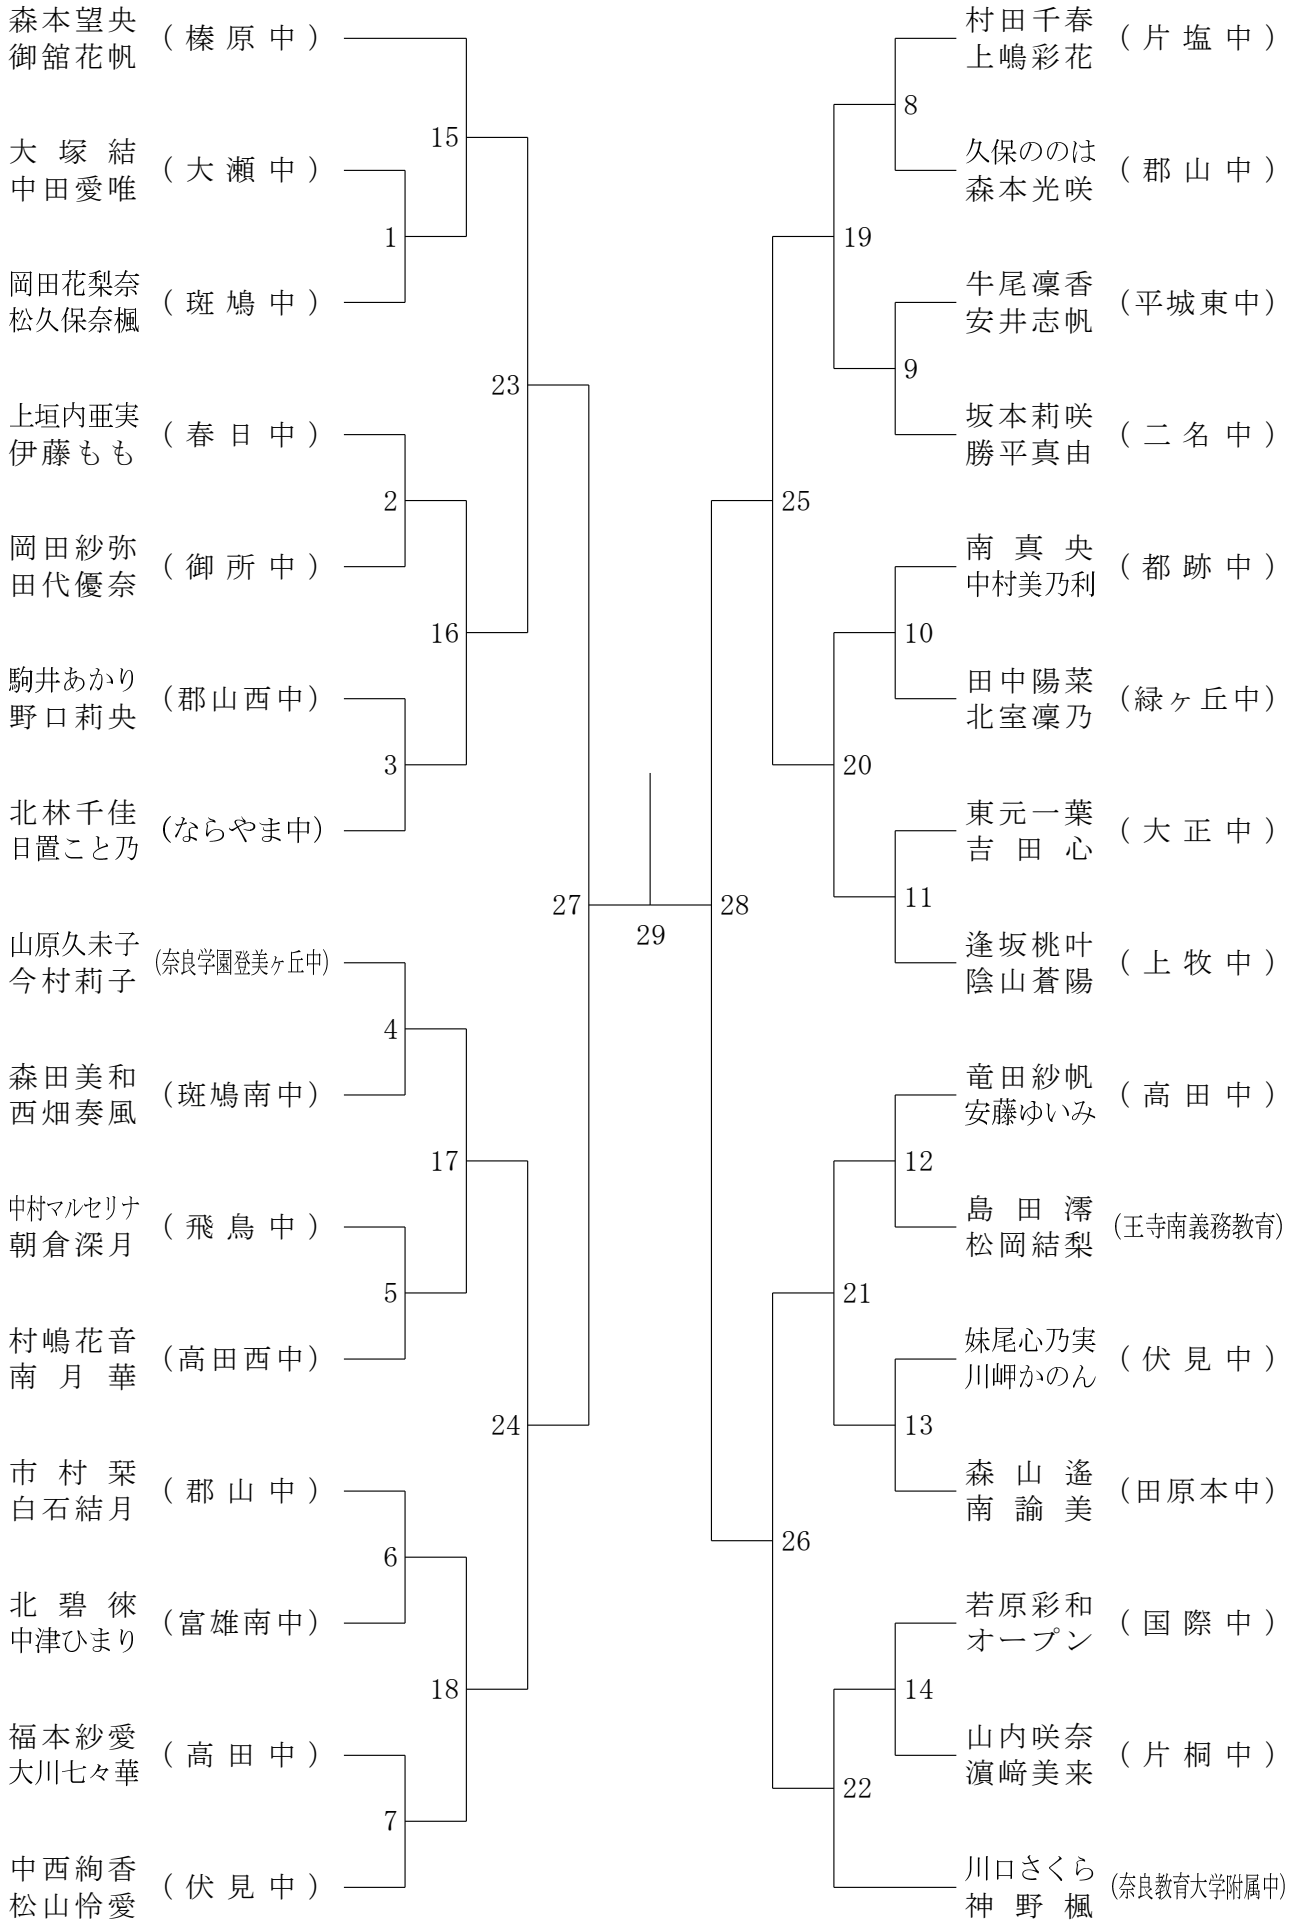 森本望央
御舘花帆
(榛原中)
大塚結
中田愛唯
(大瀬中)
岡田花梨奈
松久保奈楓
(斑鳩中)
上垣内亜実
伊藤もも
(春日中)
岡田紗弥
田代優奈
(御所中)
駒井あかり
野口莉央
(郡山西中)
北林千佳
日置こと乃
(ならやま中)
山原久未子
今村莉子
(奈良学園登美ヶ丘中)
森田美和
西畑奏風
(斑鳩南中)
中村マルセリナ
朝倉深月
(飛鳥中)
村嶋花音
南月華
(高田西中)
市村栞
白石結月
(郡山中)
北碧徠
中津ひまり
(富雄南中)
福本紗愛
大川七々華
(高田中)
中西絢香
松山怜愛
(伏見中)
15
1
23
2
16
3
27
4
17
5
24
6
18
7
29
28
8
19
9
25
10
20
11
12
21
13
26
14
22
村田千春
上嶋彩花
(片塩中)
久保ののは
森本光咲
(郡山中)
牛尾凜香
安井志帆
(平城東中)
坂本莉咲
勝平真由
(二名中)
南真央
中村美乃利
(都跡中)
田中陽菜
北室凜乃
(緑ヶ丘中)
東元一葉
吉田心
(大正中)
逢坂桃叶
陰山蒼陽
(上牧中)
竜田紗帆
安藤ゆいみ
(高田中)
島田澪
松岡結梨
(王寺南義務教育)
妹尾心乃実
川岬かのん
(伏見中)
森山遙
南諭美
(田原本中)
若原彩和
オープン
(国際中)
山内咲奈
濵﨑美来
(片桐中)
川口さくら
神野楓
(奈良教育大学附属中)